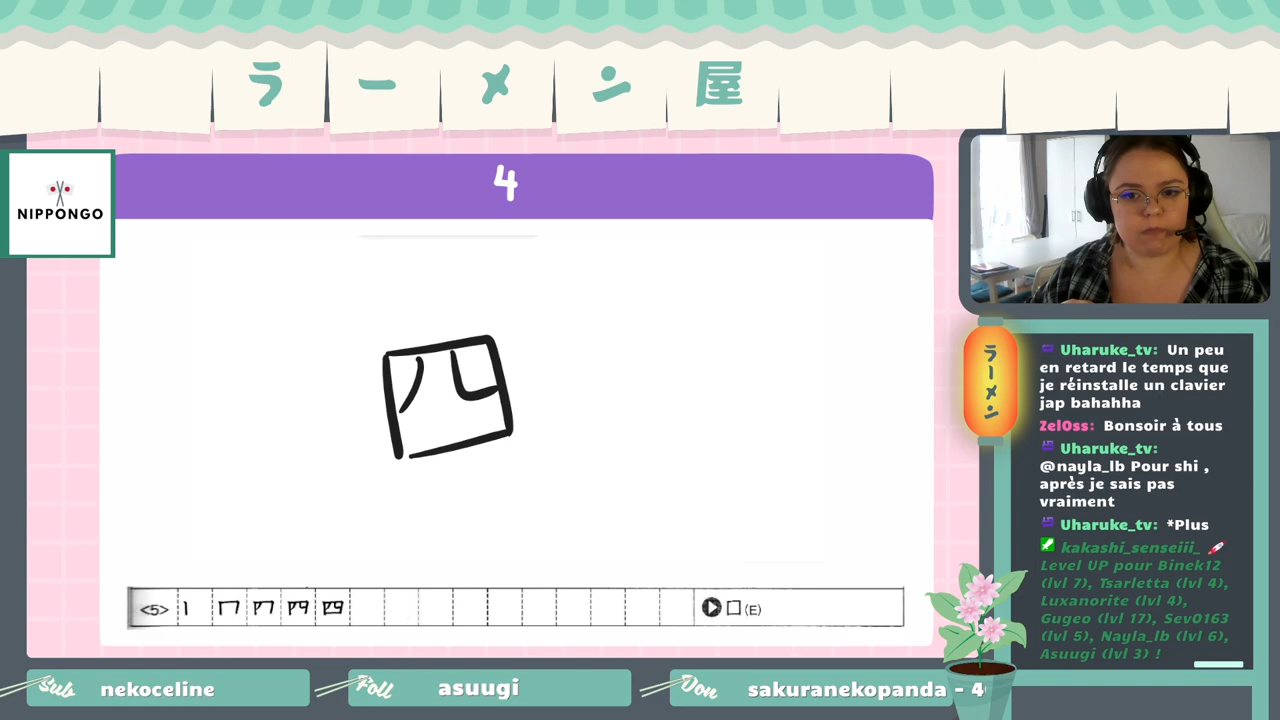 ラーメン屋
NIPPONGO
4
四
<5>
(E)
ラーメン
Uharuke_tv: Un peu
en retard le temps que
je réinstalle un clavier
jap bahahha
ZelOss: Bonsoir à tous
Uharuke_tv:
@nayla_lb Pour shi ,
après je sais pas
vraiment
Uharuke_tv: *Plus
kakashi_senseiii_
Level UP pour Binek12
(lvl 7), Tsarletta (lvl 4),
Luxanorite (lvl 4),
Gugeo (lvl 17), Sev0163
(lvl 5), Nayla_lb (lvl 6),
Asuugi (lvl 3) !
Sub nekoceline
Foll asuugi
Don sakuranekopanda - 4